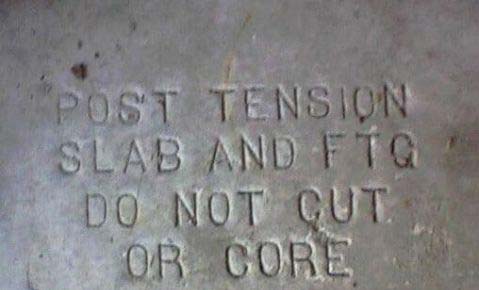 POST TENSION
SLAB AND FTG
DO NOT CUT
OR CORE